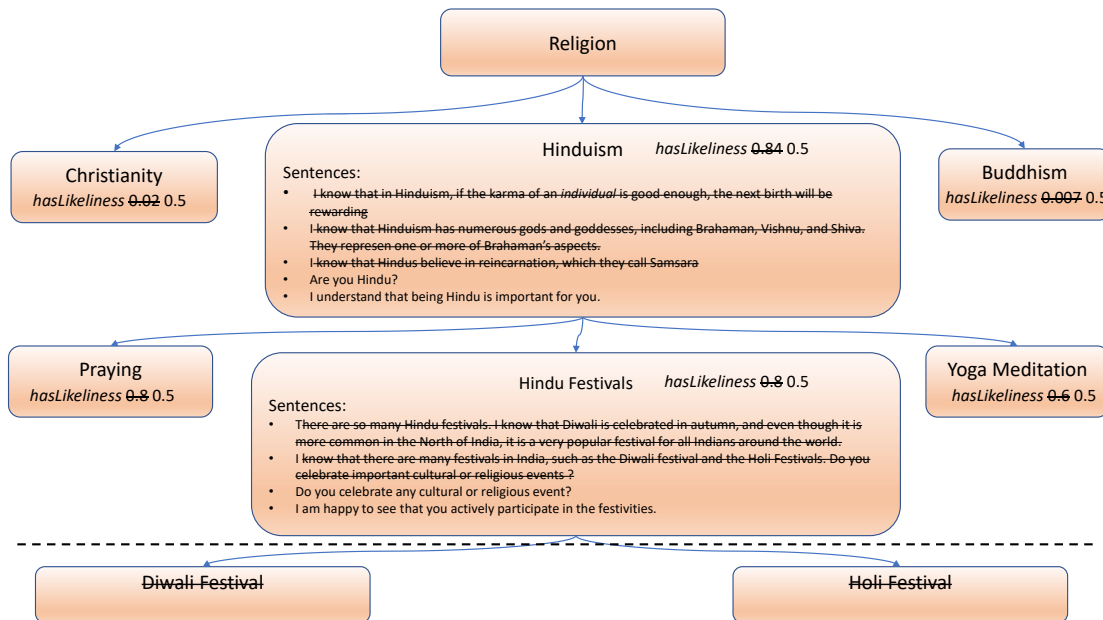 Religion
Christianity
hasLikeliness 0.02 0.5
Hinduism hasLikeliness 0.84 0.5
Sentences:
• I know that in Hinduism, if the karma of an individual is good enough, the next birth will be
rewarding
• I know that Hinduism has numerous gods and goddesses, including Brahaman, Vishnu, and Shiva.
They represen one or more of Brahaman's aspects.
• I know that Hindus believe in reincarnation, which they call Samsara
• Are you Hindu?
• I understand that being Hindu is important for you.
Buddhism
hasLikeliness 0.007 0.5
Praying
hasLikeliness 0.8 0.5
Hindu Festivals hasLikeliness 0.8 0.5
Sentences:
• There are so many Hindu festivals. I know that Diwali is celebrated in autumn, and even though it is
more common in the North of India, it is a very popular festival for all Indians around the world.
• I know that there are many festivals in India, such as the Diwali festival and the Holi Festivals. Do you
celebrate important cultural or religious events ?
• Do you celebrate any cultural or religious event?
• I am happy to see that you actively participate in the festivities.
Yoga Meditation
hasLikeliness 0.6 0.5
Diwali Festival
Holi Festival